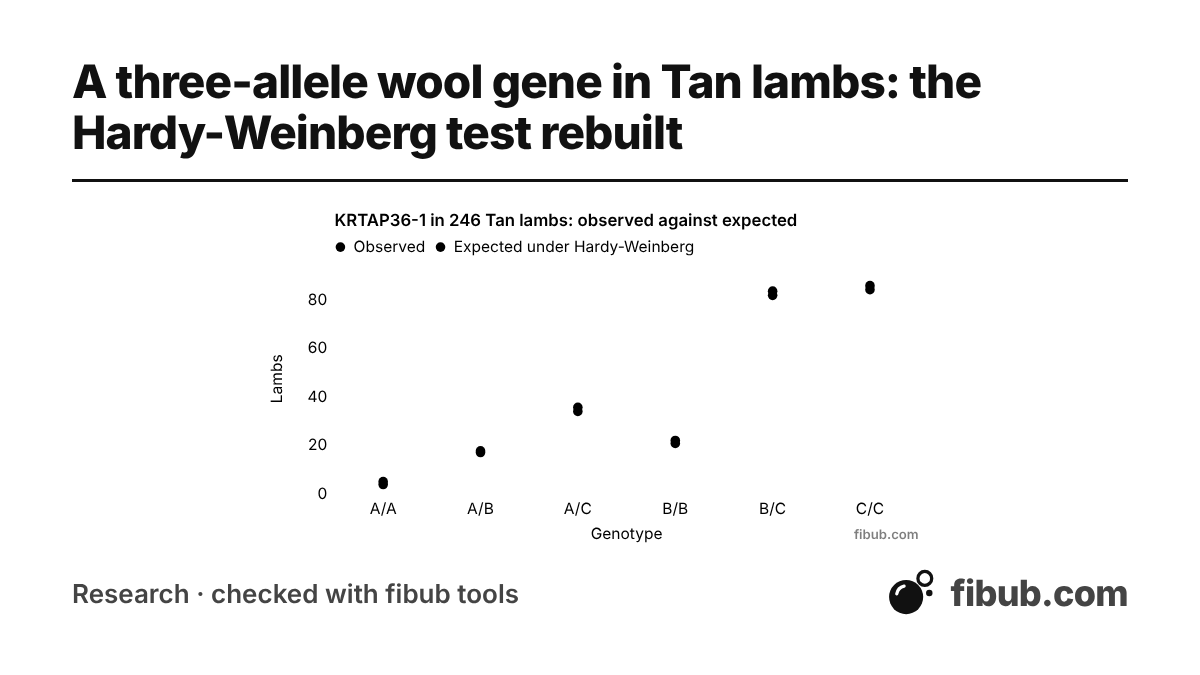 A three-allele wool gene in Tan lambs: the
Hardy-Weinberg test rebuilt
KRTAP36-1 in 246 Tan lambs: observed against expected
Observed Expected under Hardy-Weinberg
80
60
40
20
0
Lambs
A/A A/B A/C B/B B/C C/C
Genotype
fibub.com
Research · checked with fibub tools
fibub.com